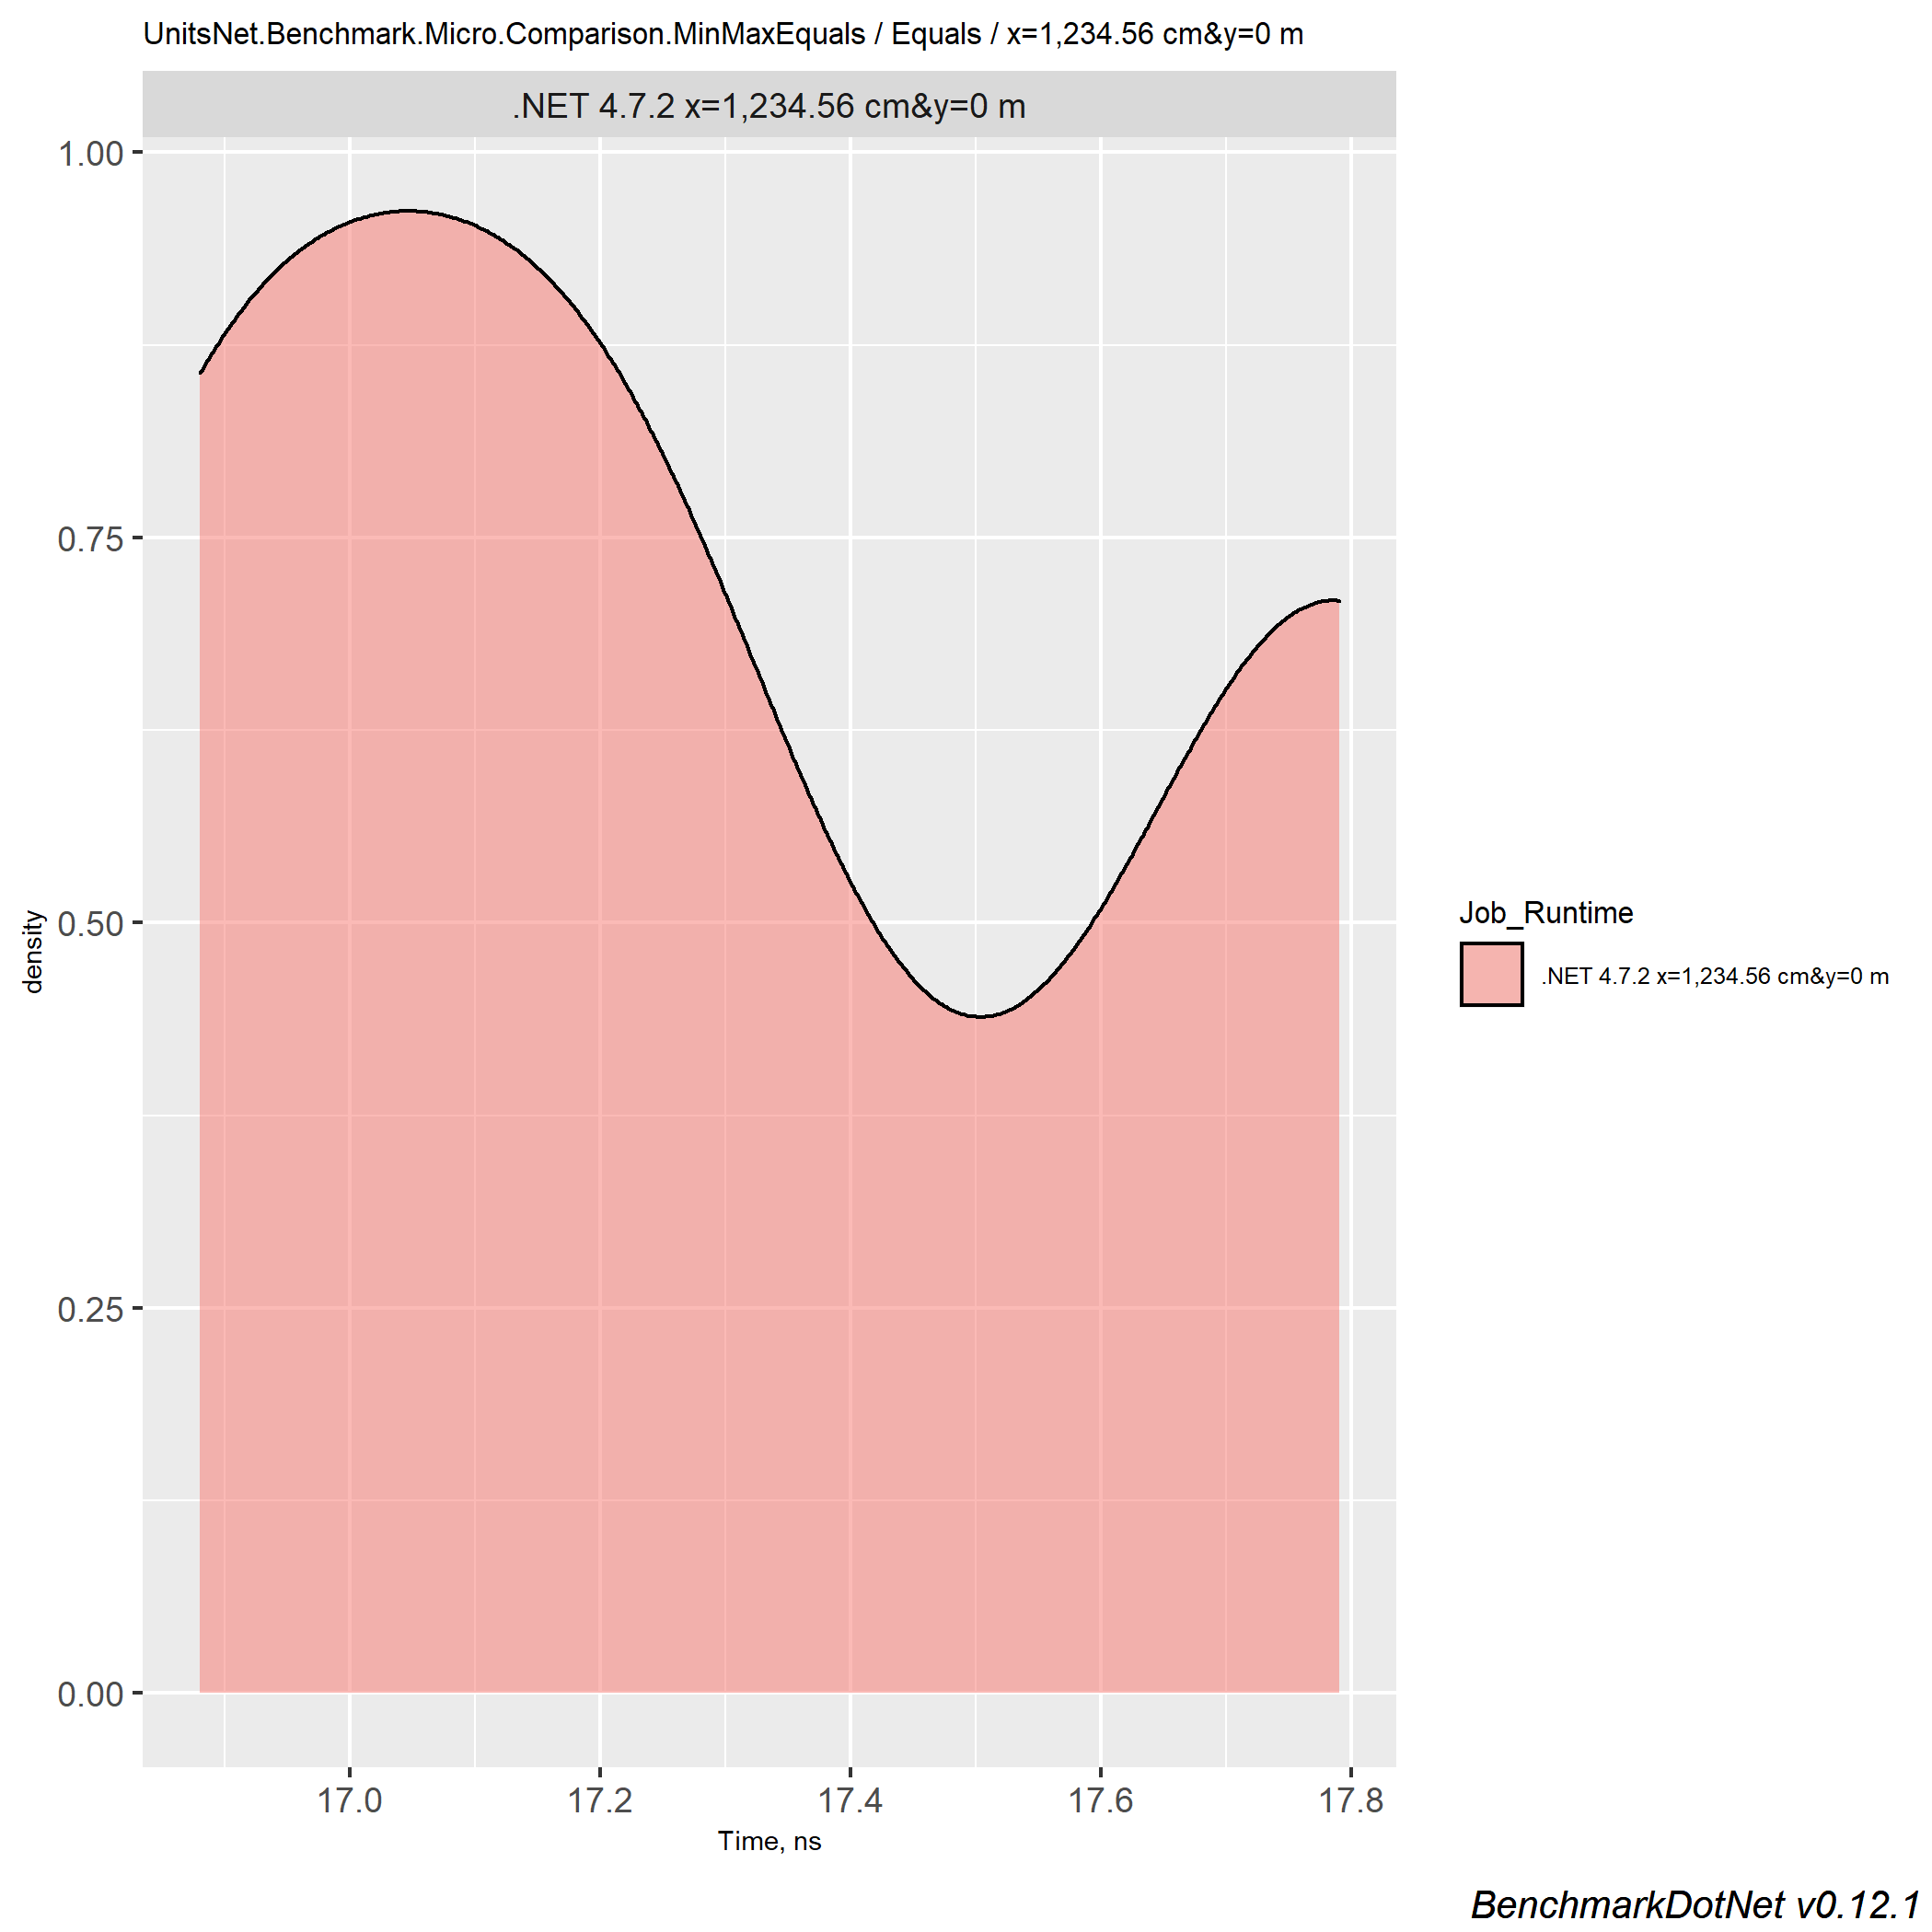 UnitsNet.Benchmark.Micro.Comparison.MinMaxEquals / Equals / x=1,234.56 cm&y=0 m
.NET 4.7.2 x=1,234.56 cm&y=0 m
1.00
0.75
0.50
0.25
0.00
density
17.0 17.2 17.4 17.6 17.8
Time, ns
Job_Runtime
.NET 4.7.2 x=1,234.56 cm&y=0 m
BenchmarkDotNet v0.12.1